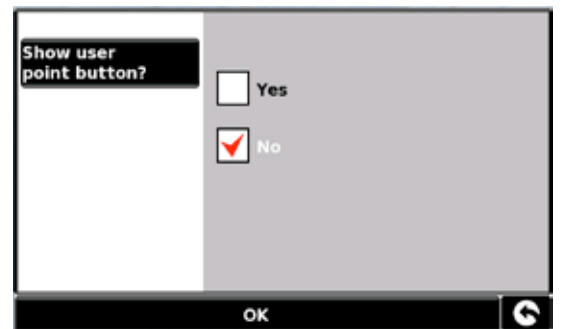 Show user
point button?
Yes
No
OK